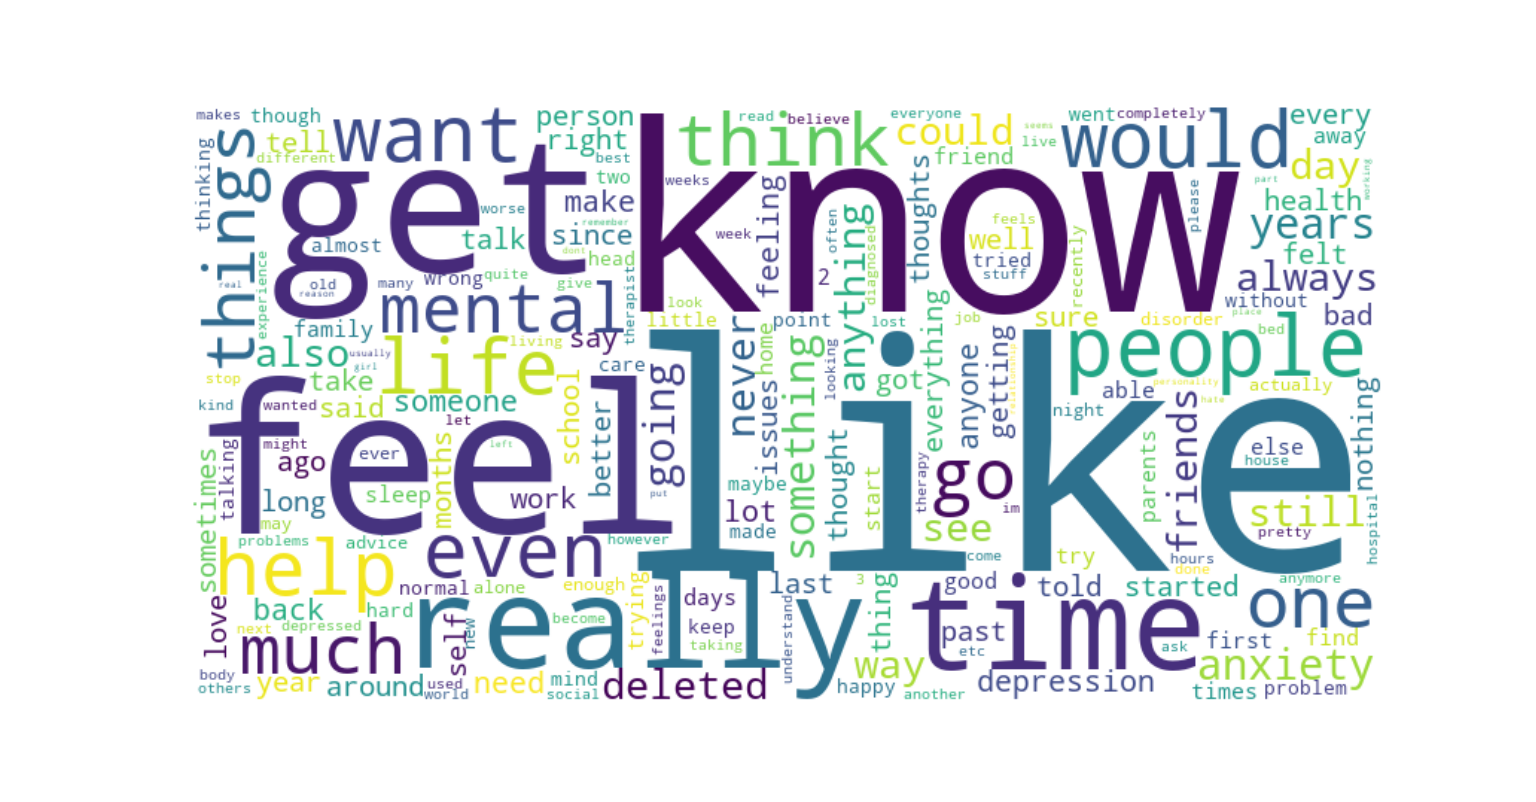 makes though person read believe everyone went completely every
tell want right think could seems live would away
different best friend day
thinking things get two know weeks feeling thoughts please part working
worse make remember often feels health
almost talk since week anything well recently years
experience dont head diagnosed tried felt
real old reason many wrong quite give therapist 2 stuff always
mental look without
family say little point lost job sure disorder place bad
also usually life living care home everything bed
girl never looking got anyone getting relationship people
stop take school like personality actually
kind wanted said someone let better going issues something night able hate nothing
feel might left friends
talking ago ever months thought therapy go parents else house
sometimes long sleep work put maybe start im
may lot see still pretty
problems advice even however made come try hours hospital
help normal alone enough last 3 good told done started anymore
love back hard really trying feelings days thing time one
next depressed self new become keep understand past etc ask first find
much taking way anxiety
body year around used need mind deleted happy depression times problem
others world social another